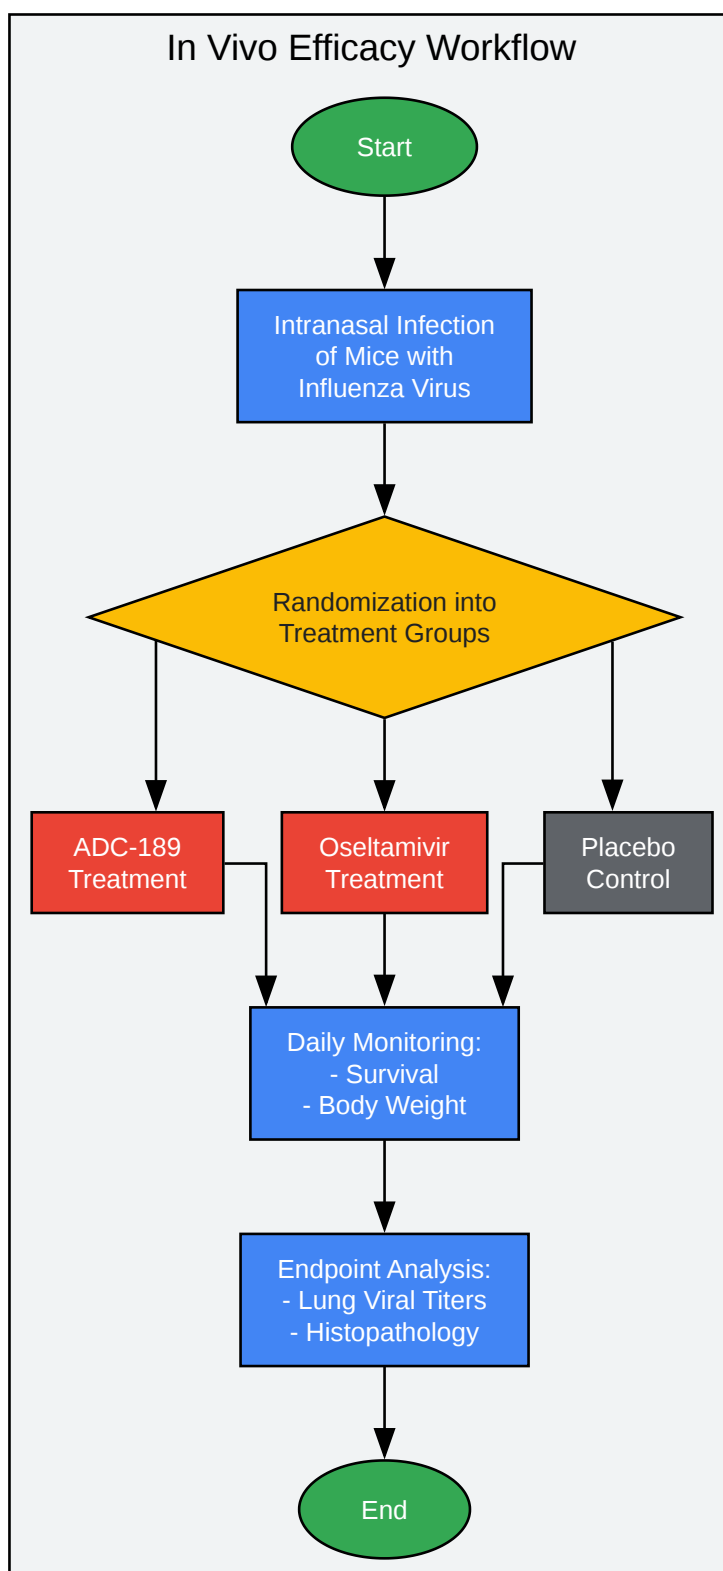 In Vivo Efficacy Workflow
Start
Intranasal Infection
of Mice with
Influenza Virus
Randomization into
Treatment Groups
ADC-189
Treatment
Oseltamivir
Treatment
Placebo
Control
Daily Monitoring:
- Survival
- Body Weight
Endpoint Analysis:
- Lung Viral Titers
- Histopathology
End